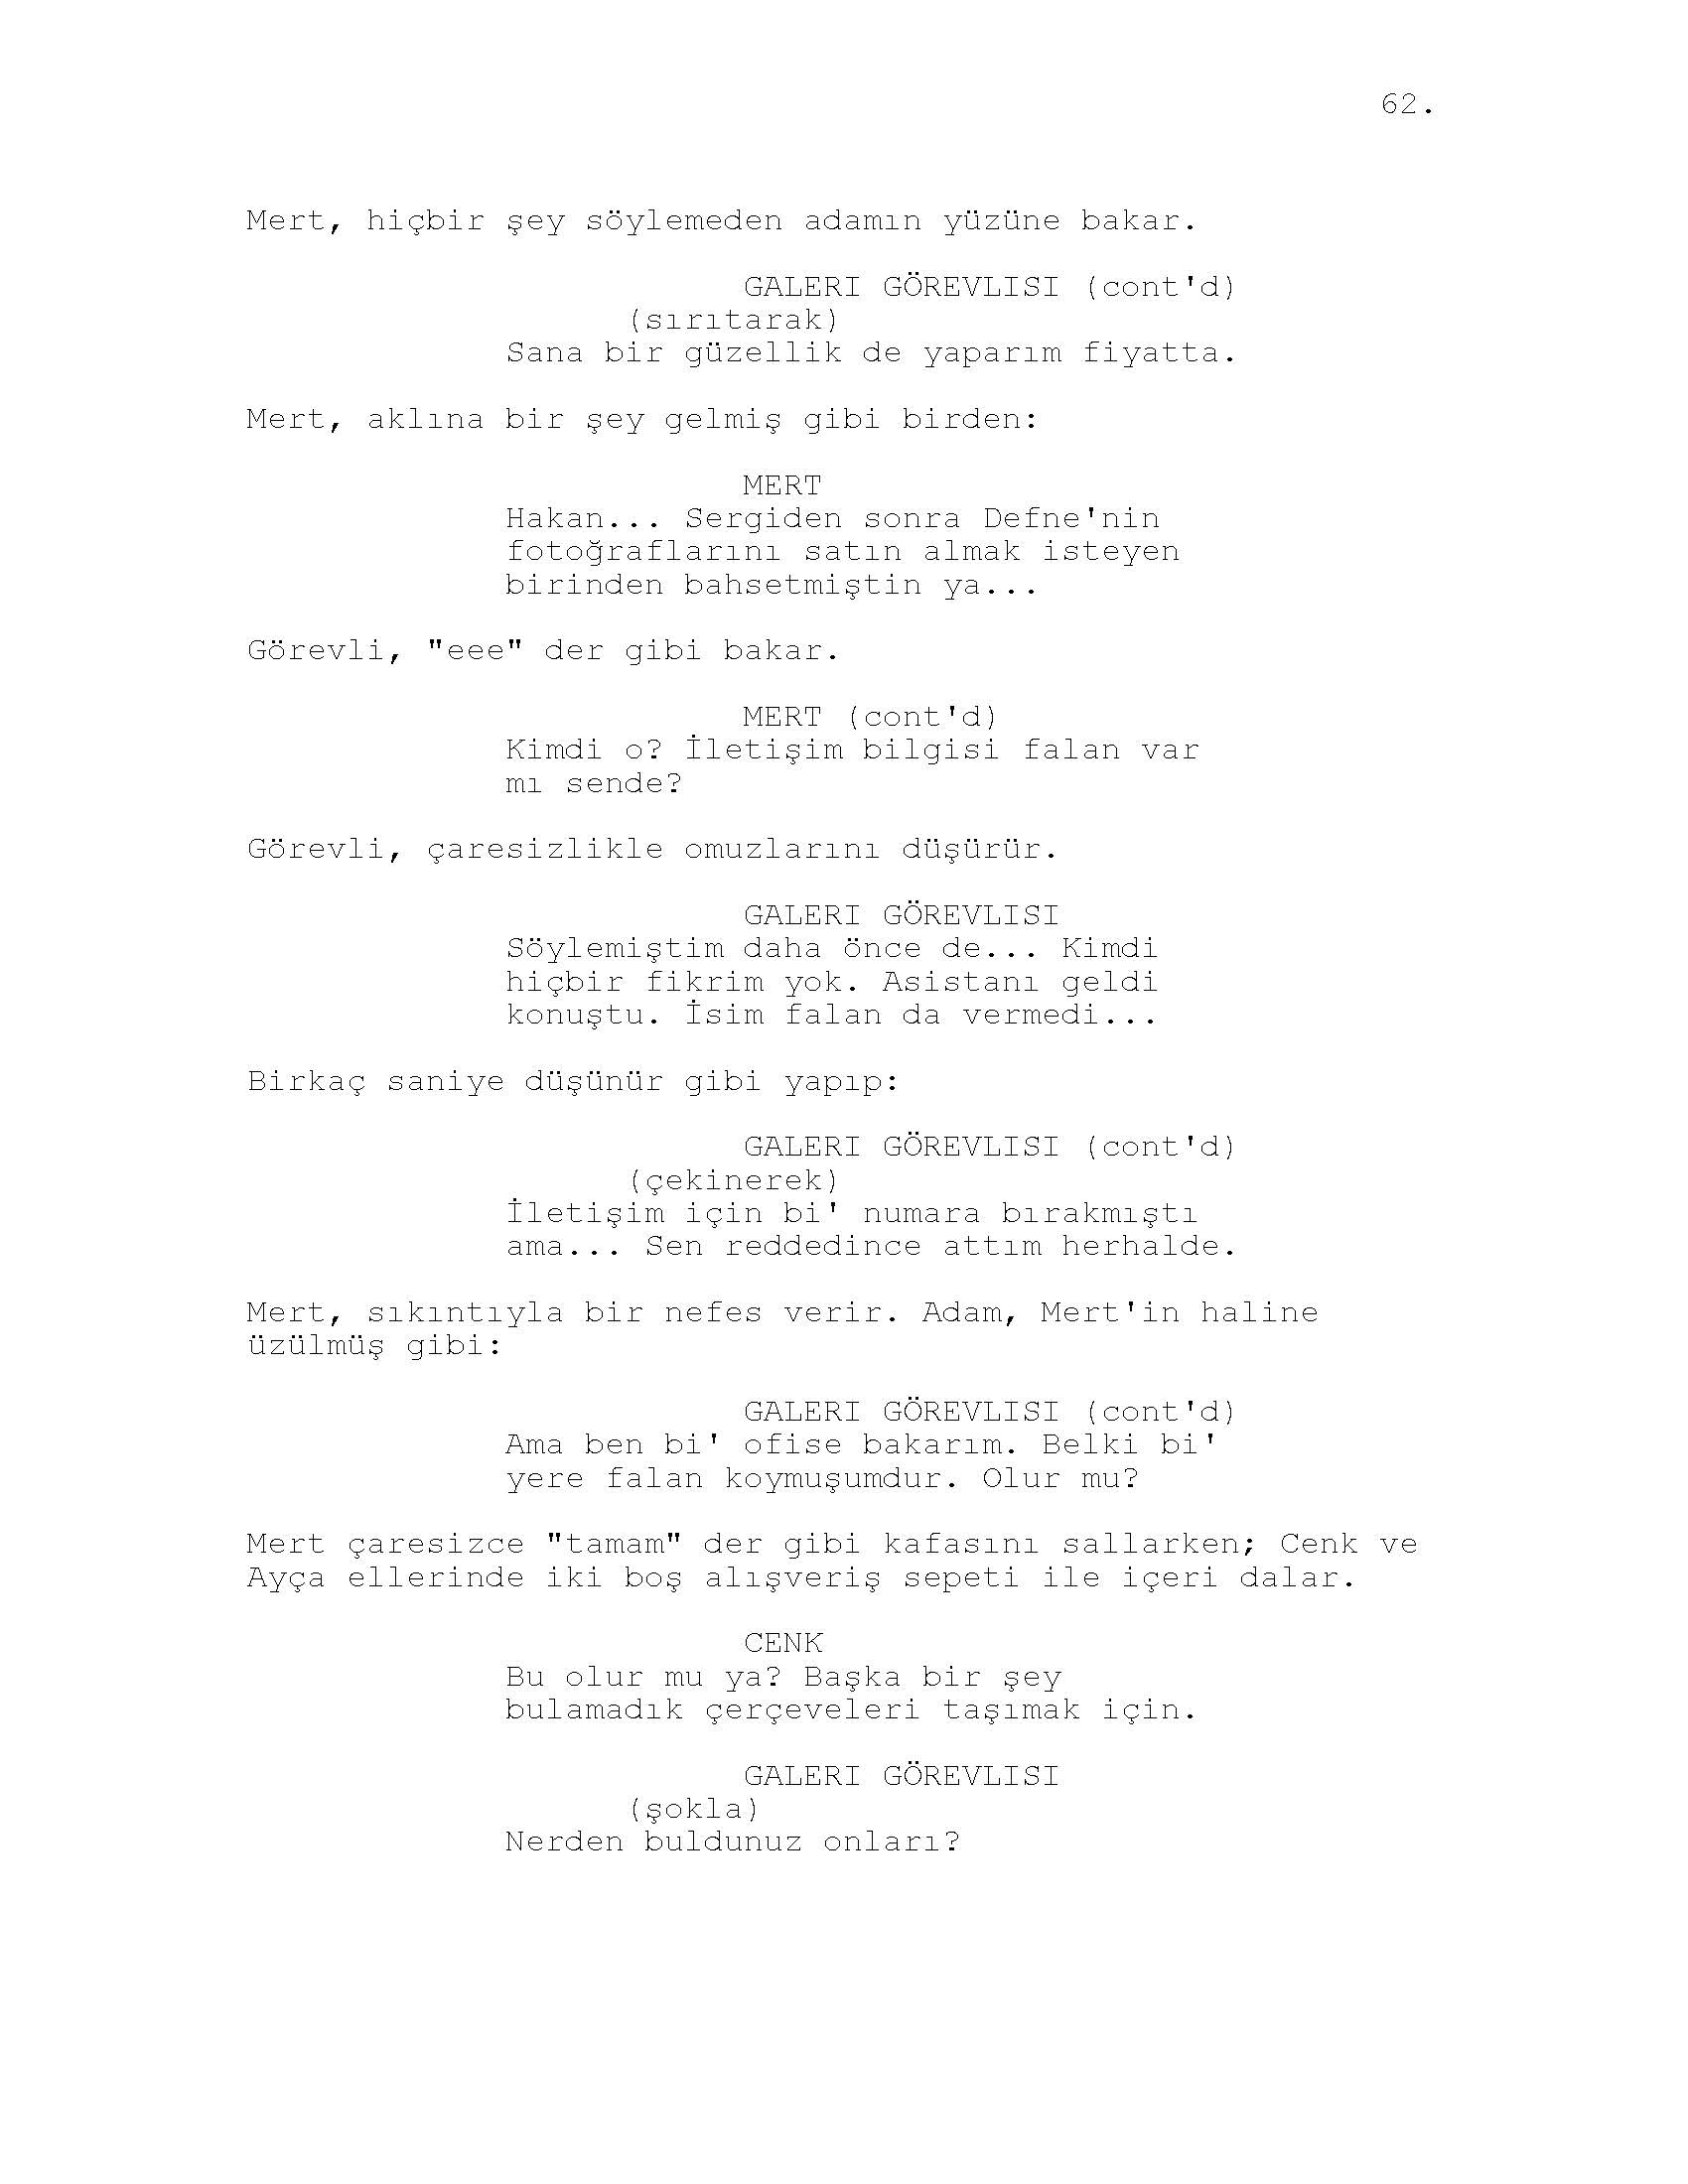 62.
Mert, hiçbir şey söylemeden adamın yüzüne bakar.
GALERI GÖREVLISI (cont'd)
(sırıtarak)
Sana bir güzellik de yaparım fiyatta.
Mert, aklına bir şey gelmiş gibi birden:
MERT
Hakan... Sergiden sonra Defne'nin
fotoğraflarını satın almak isteyen
birinden bahsetmiştin ya...
Görevli, "eee" der gibi bakar.
MERT (cont'd)
Kimdi o? İletişim bilgisi falan var
mı sende?
Görevli, çaresizlikle omuzlarını düşürür.
GALERI GÖREVLISI
Söylemiştim daha önce de... Kimdi
hiçbir fikrim yok. Asistanı geldi
konuştu. İsim falan da vermedi...
Birkaç saniye düşünür gibi yapıp:
GALERI GÖREVLISI (cont'd)
(çekinerek)
İletişim için bi' numara bırakmıştı
ama... Sen reddedince attım herhalde.
Mert, sıkıntıyla bir nefes verir. Adam, Mert'in haline
üzülmüş gibi:
GALERI GÖREVLISI (cont'd)
Ama ben bi' ofise bakarım. Belki bi'
yere falan koymuşumdur. Olur mu?
Mert çaresizce "tamam" der gibi kafasını sallarken; Cenk ve
Ayça ellerinde iki boş alışveriş sepeti ile içeri dalar.
CENK
Bu olur mu ya? Başka bir şey
bulamadık çerçeveleri taşımak için.
GALERI GÖREVLISI
(şokla)
Nerden buldunuz onları?